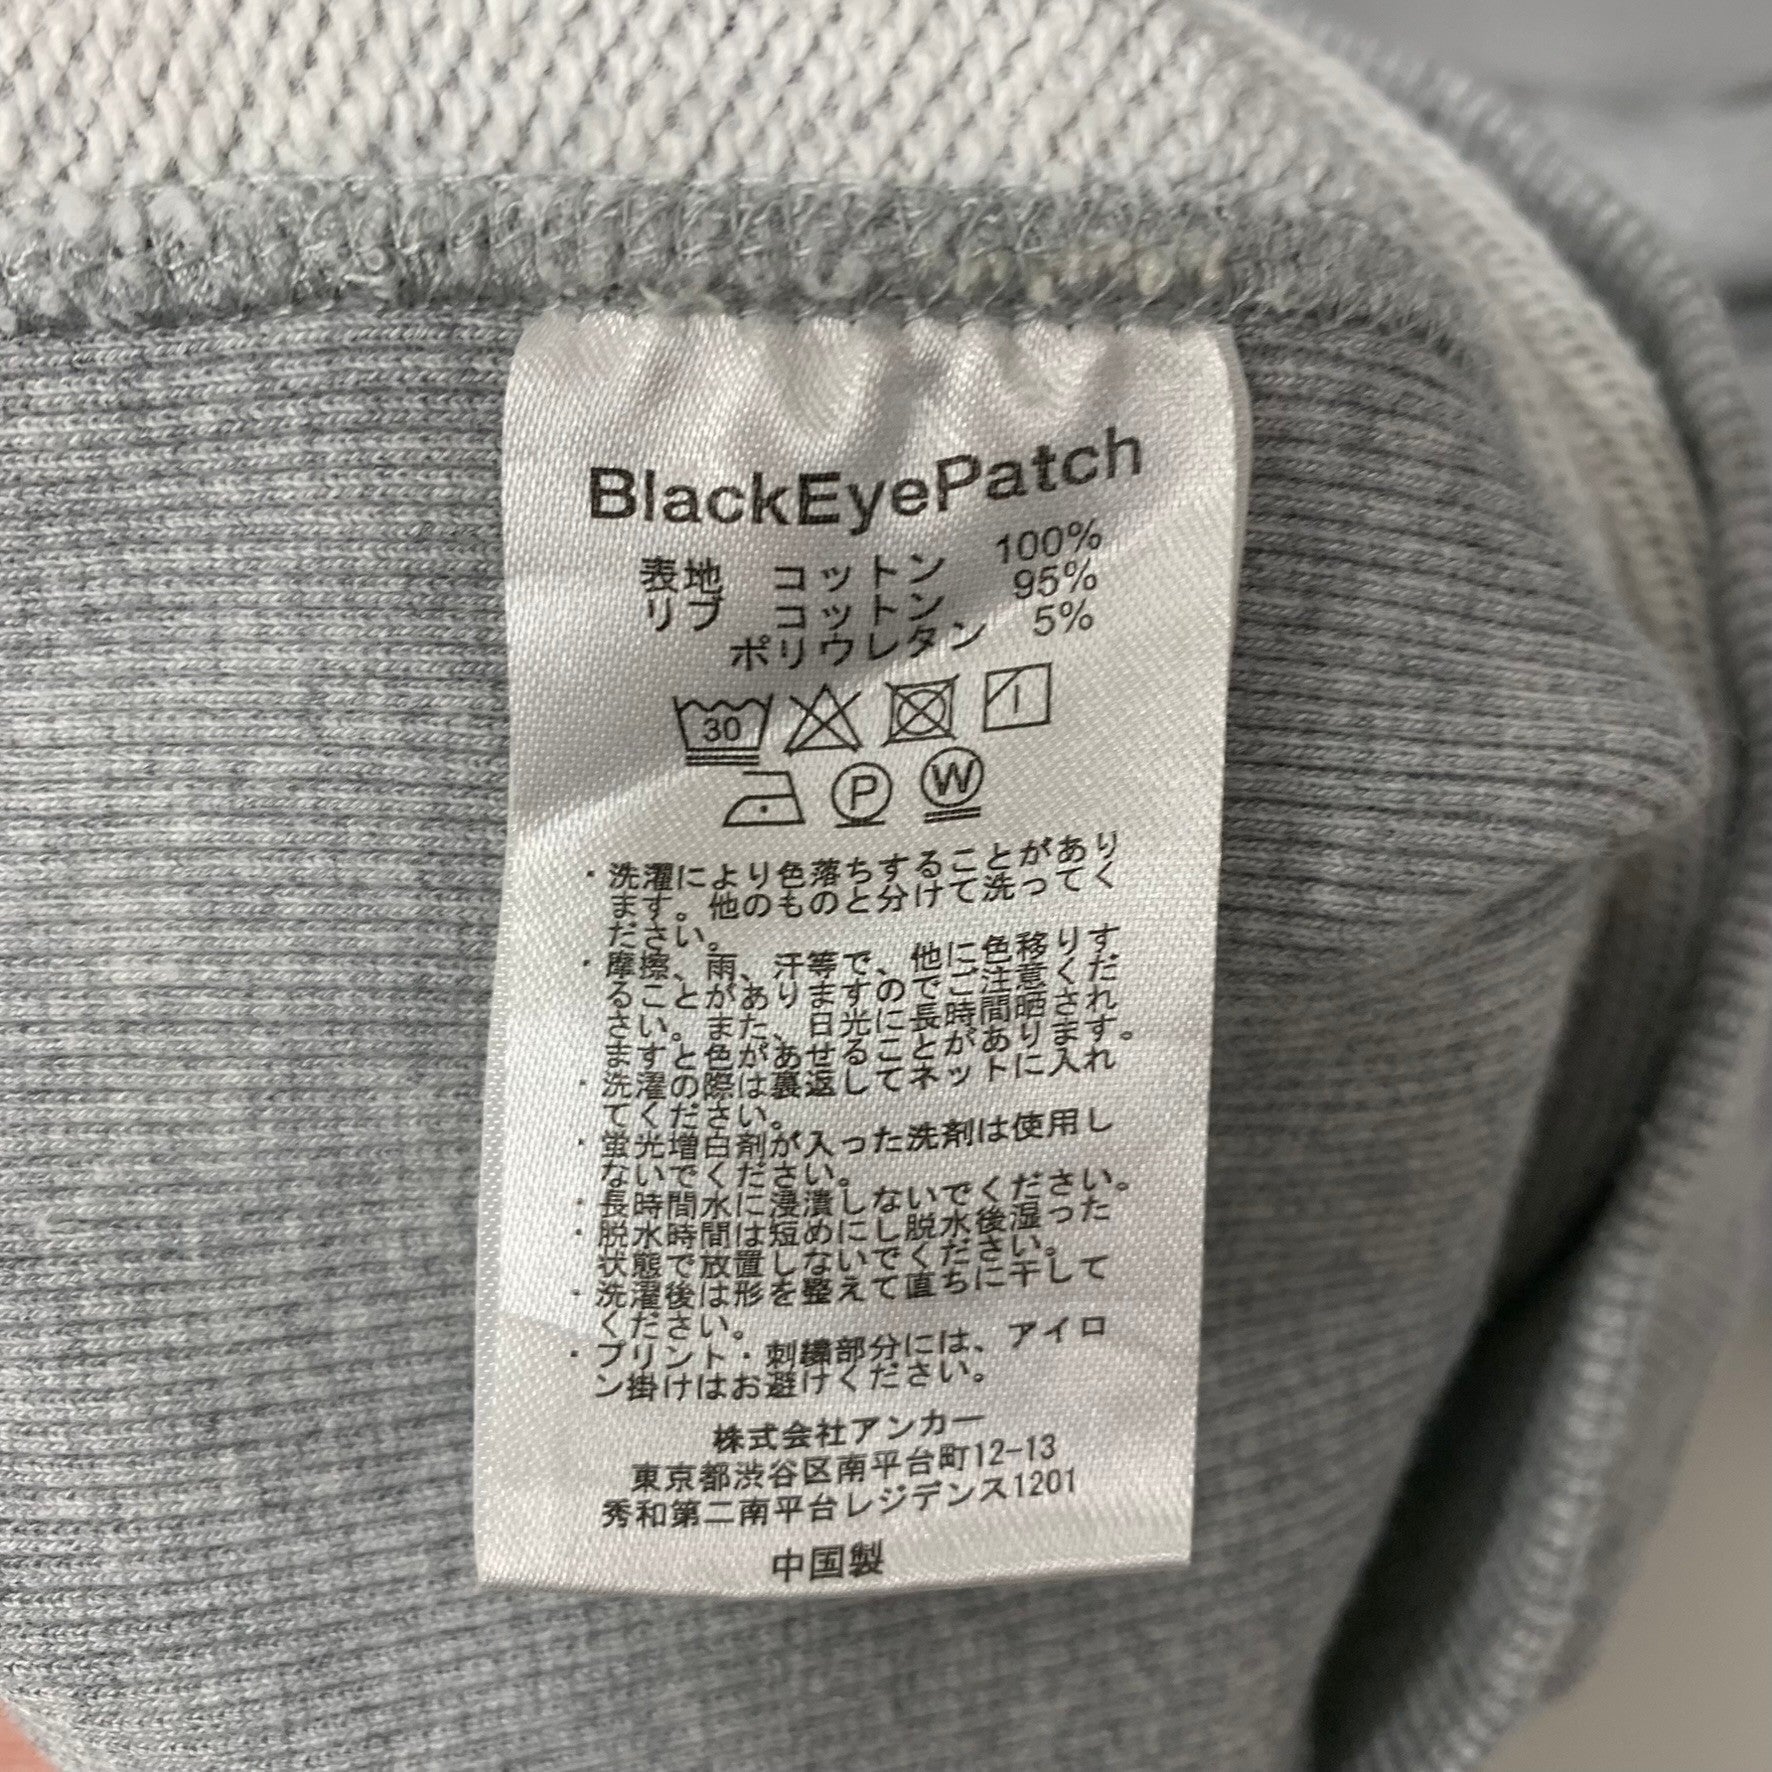 BlackEyePatch
表地 コットン 100%
リブ コットン 95%
ポリウレタン 5%
30
P W
・洗濯により色落ちすることがあり
ます。他のものと分けて洗ってく
ださい。
・摩擦、雨、汗等で、他に色移りす
ることがありますのでご注意くだ
さい。また、日光に長時間晒され
ますと色があせることがあります。
・洗濯の際は裏返してネットに入れ
てください。
・蛍光増白剤が入った洗剤は使用し
ないでください。
・長時間水に浸漬しないでください。
・脱水時間は短めにし脱水後湿った
状態で放置しないでください。
・洗濯後は形を整えて直ちに干して
ください。
・プリント・刺繍部分には、アイロ
ン掛けはお避けください。
株式会社アンカー
東京都渋谷区南平台町12-13
秀和第二南平台レジデンス1201
中国製